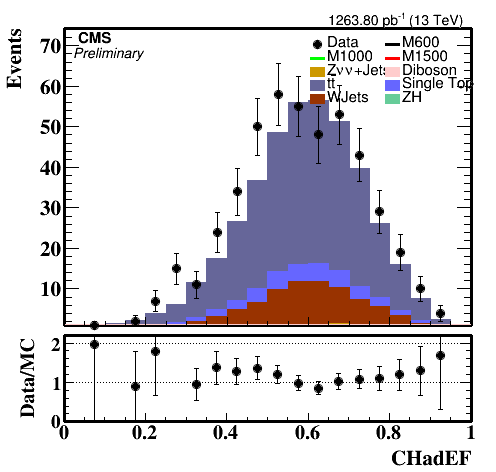 1263.80 pb⁻¹ (13 TeV)
CMS
Preliminary
Data
M600
M1000
M1500
Zνν+Jets
Diboson
tt
Single Top
WJets
ZH
Events
70
60
50
40
30
20
10
Data/MC
2
1
0
0
0.2
0.4
0.6
0.8
1
CHadEF